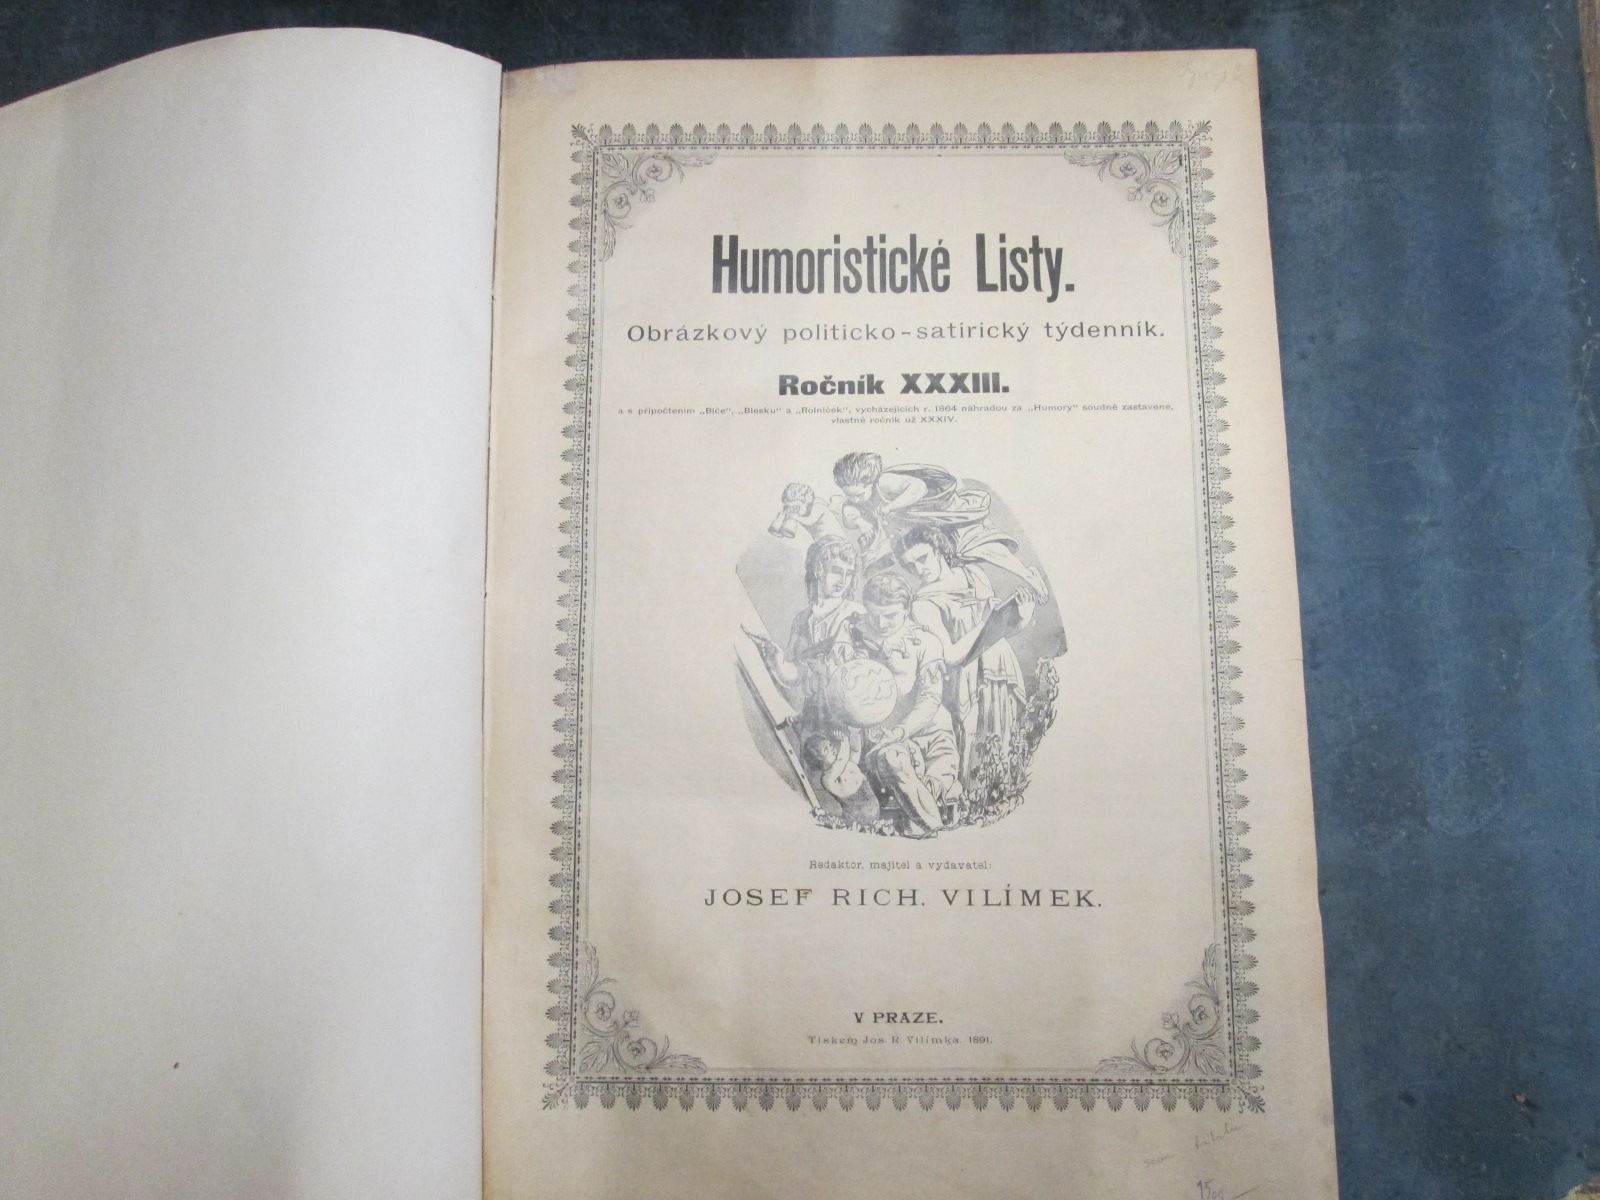 Humoristické Listy.
Obrázkový politicko-satirický týdenník.
Ročník XXXIII.
a s připočtením „Biče“, „Blesku“ a „Rolniček“, vycházejících r. 1864 náhradou za „Humory“ soudně zastavené,
vlastně ročník už XXXIV.
Redaktor, majitel a vydavatel:
JOSEF RICH. VILÍMEK.
V PRAZE.
Tiskem Jos. R. Vilímka. 1891.